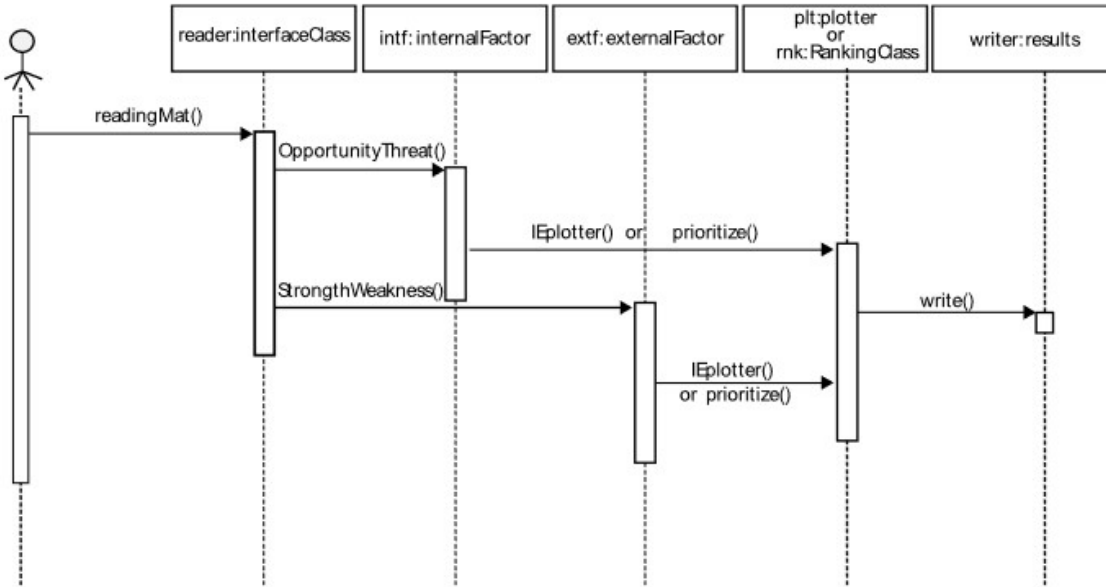 reader:interfaceClass
intf: internalFactor
extf: externalFactor
plt:plotter
or
rnk:RankingClass
writer:results
readingMat()
OpportunityThreat()
IEplotter() or prioritize()
StrongthWeakness()
write()
IEplotter()
or prioritize()